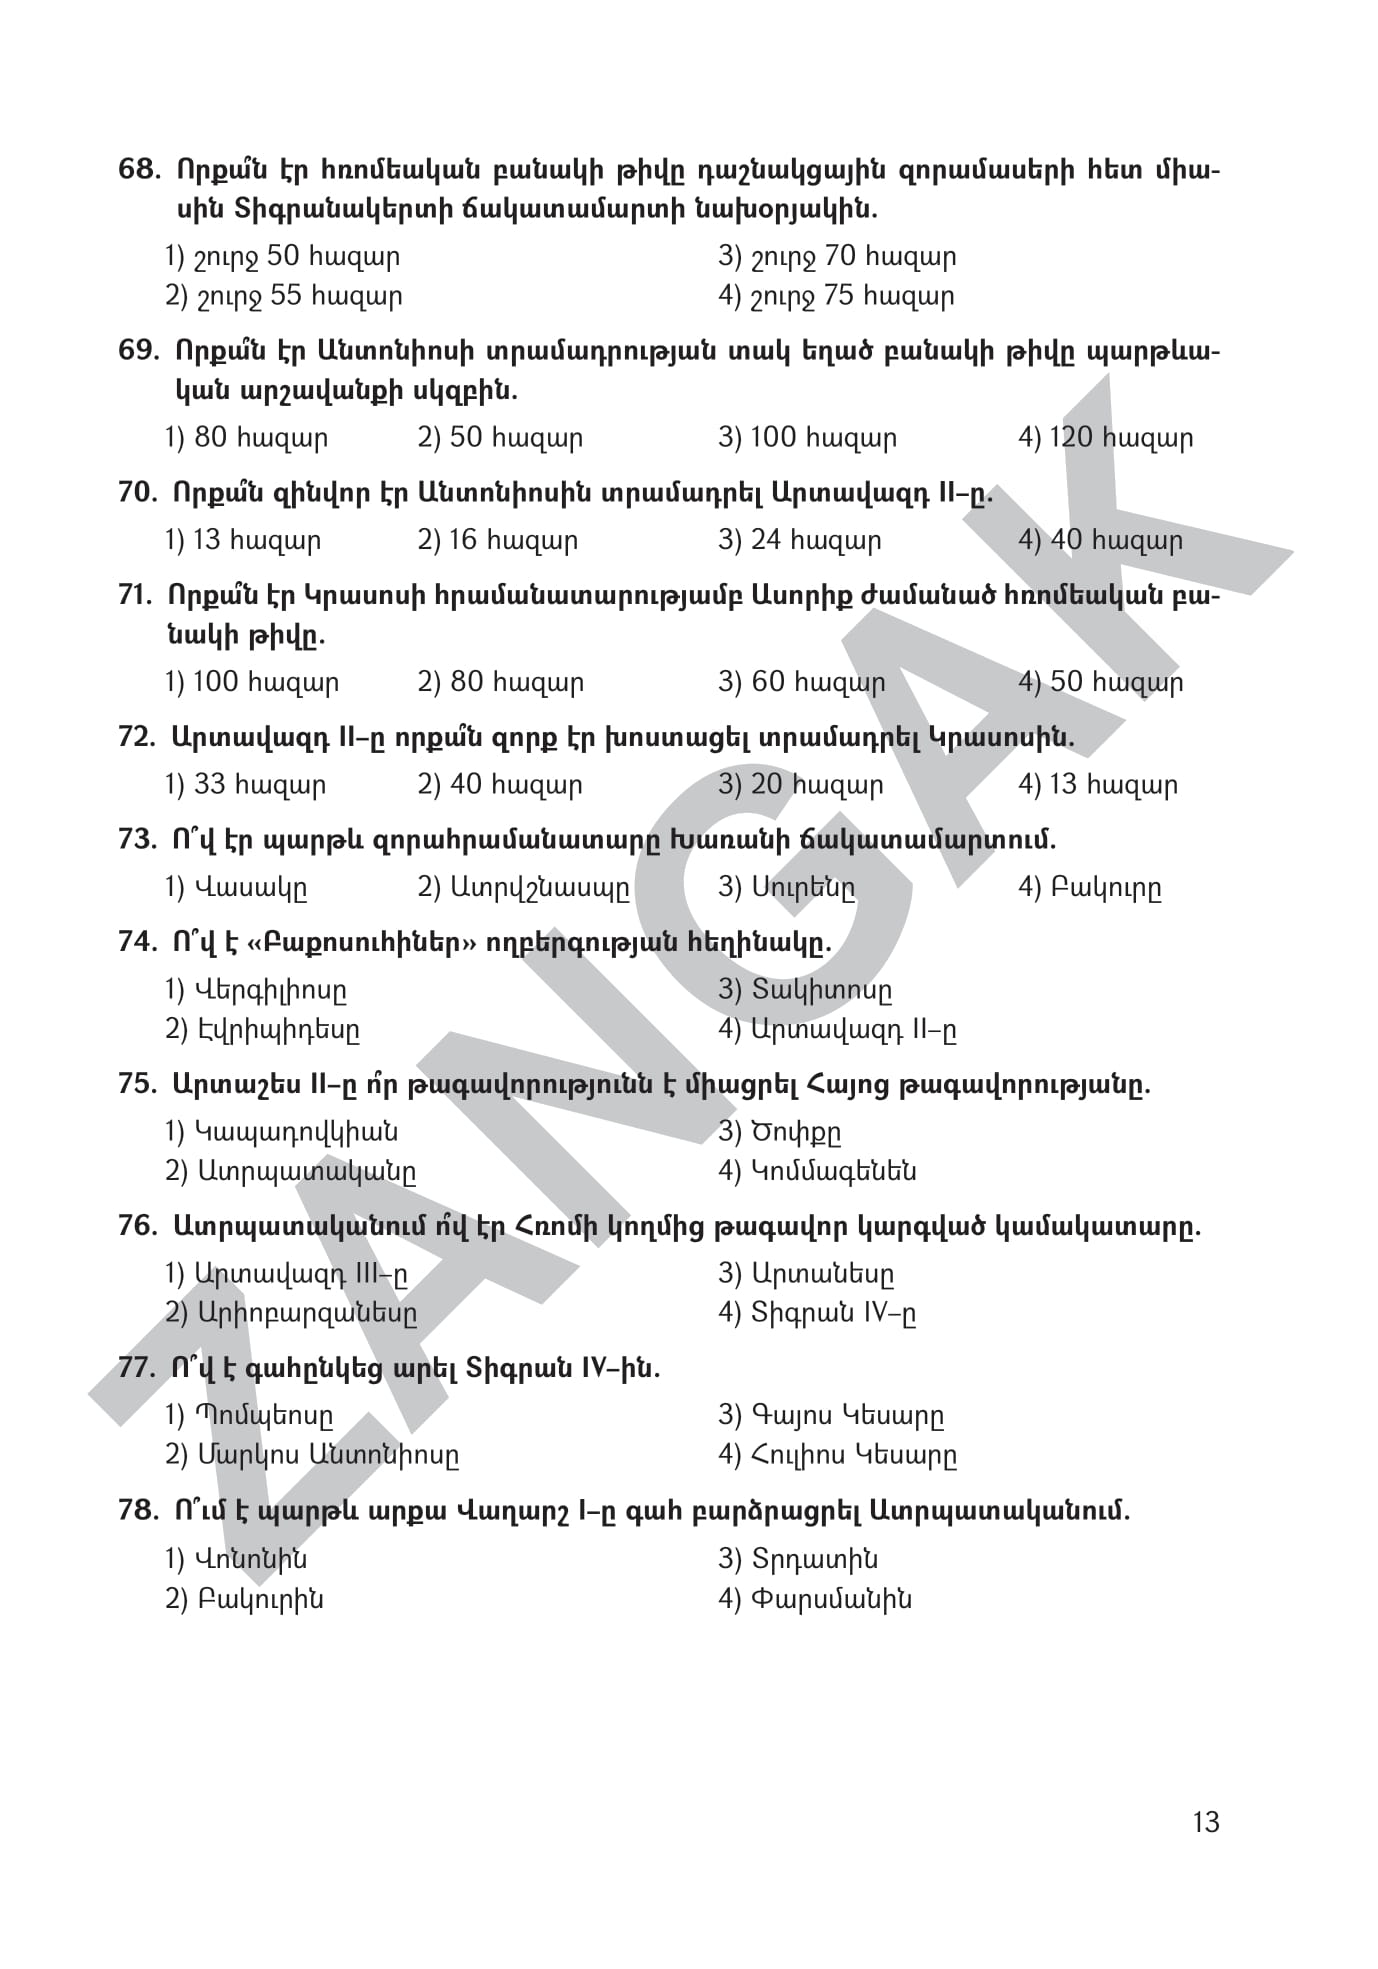 68. Որքա՞ն էր հռոմեական բանակի թիվը դաշնակցային զորամասերի հետ միա-
սին Տիգրանակերտի ճակատամարտի նախօրյակին.
1) շուրջ 50 հազար 3) շուրջ 70 հազար
2) շուրջ 55 հազար 4) շուրջ 75 հազար
69. Որքա՞ն էր Անտոնիոսի տրամադրության տակ եղած բանակի թիվը պարթևա-
կան արշավանքի սկզբին.
1) 80 հազար 2) 50 հազար 3) 100 հազար 4) 120 հազար
70. Որքա՞ն զինվոր էր Անտոնիոսին տրամադրել Արտավազդ II–ը.
1) 13 հազար 2) 16 հազար 3) 24 հազար 4) 40 հազար
71. Որքա՞ն էր Կրասոսի հրամանատարությամբ Ասորիք ժամանած հռոմեական բա-
նակի թիվը.
1) 100 հազար 2) 80 հազար 3) 60 հազար 4) 50 հազար
72. Արտավազդ II–ը որքա՞ն զորք էր խոստացել տրամադրել Կրասոսին.
1) 33 հազար 2) 40 հազար 3) 20 հազար 4) 13 հազար
73. Ո՞վ էր պարթև զորահրամանատարը Խառանի ճակատամարտում.
1) Վասակը 2) Ատրվշնասպը 3) Սուրենը 4) Բակուրը
74. Ո՞վ է «Բաքոսուհիներ» ողբերգության հեղինակը.
1) Վերգիլիոսը 3) Տակիտոսը
2) Էվրիպիդեսը 4) Արտավազդ II–ը
75. Արտաշես II–ը ո՞ր թագավորությունն է միացրել Հայոց թագավորությանը.
1) Կապադովկիան 3) Ծոփքը
2) Ատրպատականը 4) Կոմմագենեն
76. Ատրպատականում ո՞վ էր Հռոմի կողմից թագավոր կարգված կամակատարը.
1) Արտավազդ III–ը 3) Արտանեսը
2) Արիոբարզանեսը 4) Տիգրան IV–ը
77. Ո՞վ է գահընկեց արել Տիգրան IV–ին.
1) Պոմպեոսը 3) Գայոս Կեսարը
2) Մարկոս Անտոնիոսը 4) Հուլիոս Կեսարը
78. Ո՞ւմ է պարթև արքա Վաղարշ I–ը գահ բարձրացրել Ատրպատականում.
1) Վոնոնին 3) Տրդատին
2) Բակուրին 4) Փարսմանին
13
ZANGAK